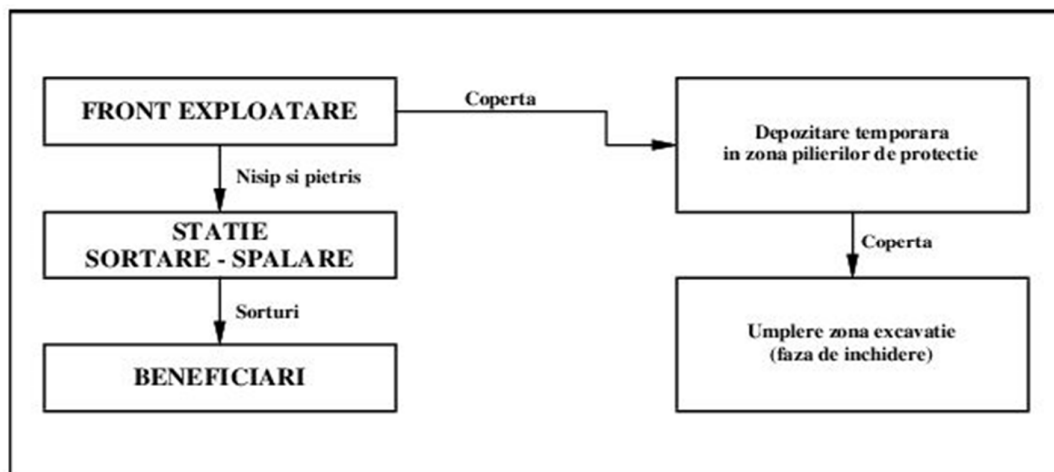 FRONT EXPLOATARE
Coperta
Depozitare temporara
in zona pilierilor de protectie
Nisip si pietris
STATIE
SORTARE - SPALARE
Coperta
Sorturi
Umplere zona excavatie
(faza de inchidere)
BENEFICIARI